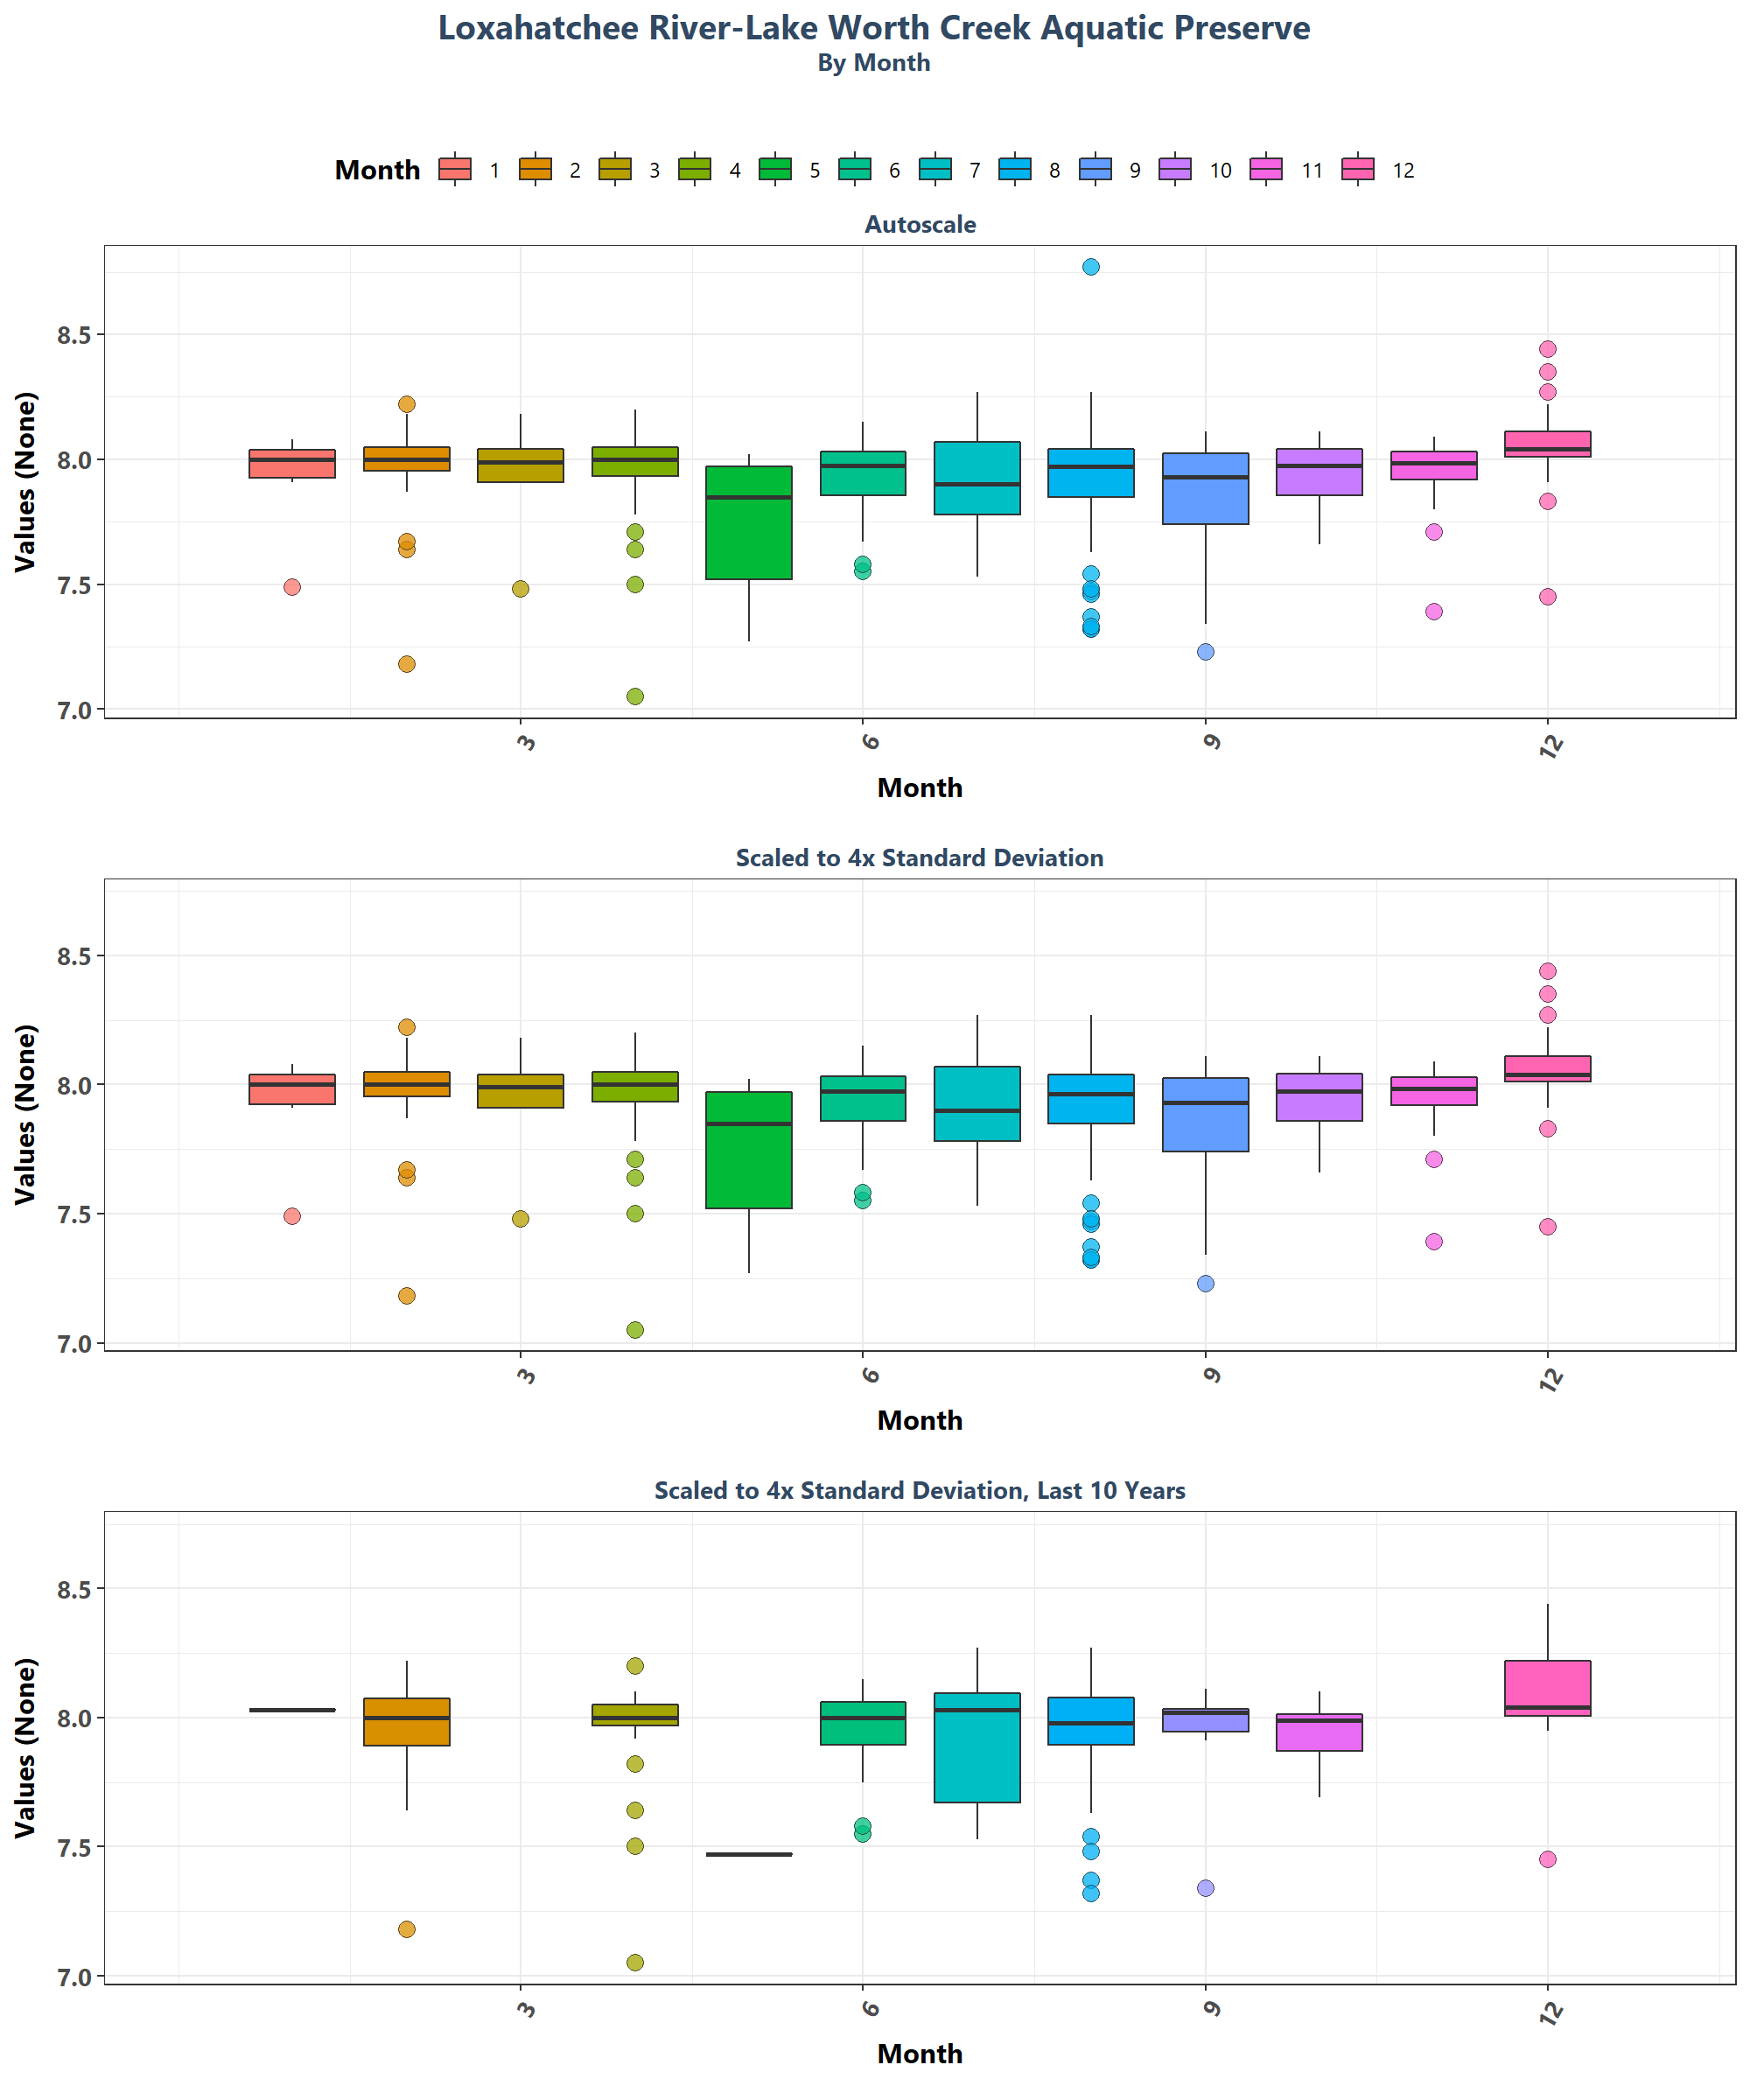 Loxahatchee River-Lake Worth Creek Aquatic Preserve
By Month
Month 1 2 3 4 5 6 7 8 9 10 11 12
Autoscale
Values (None)
8.5
8.0
7.5
7.0
3 6 9 12
Month
Scaled to 4x Standard Deviation
Values (None)
8.5
8.0
7.5
7.0
3 6 9 12
Month
Scaled to 4x Standard Deviation, Last 10 Years
Values (None)
8.5
8.0
7.5
7.0
3 6 9 12
Month